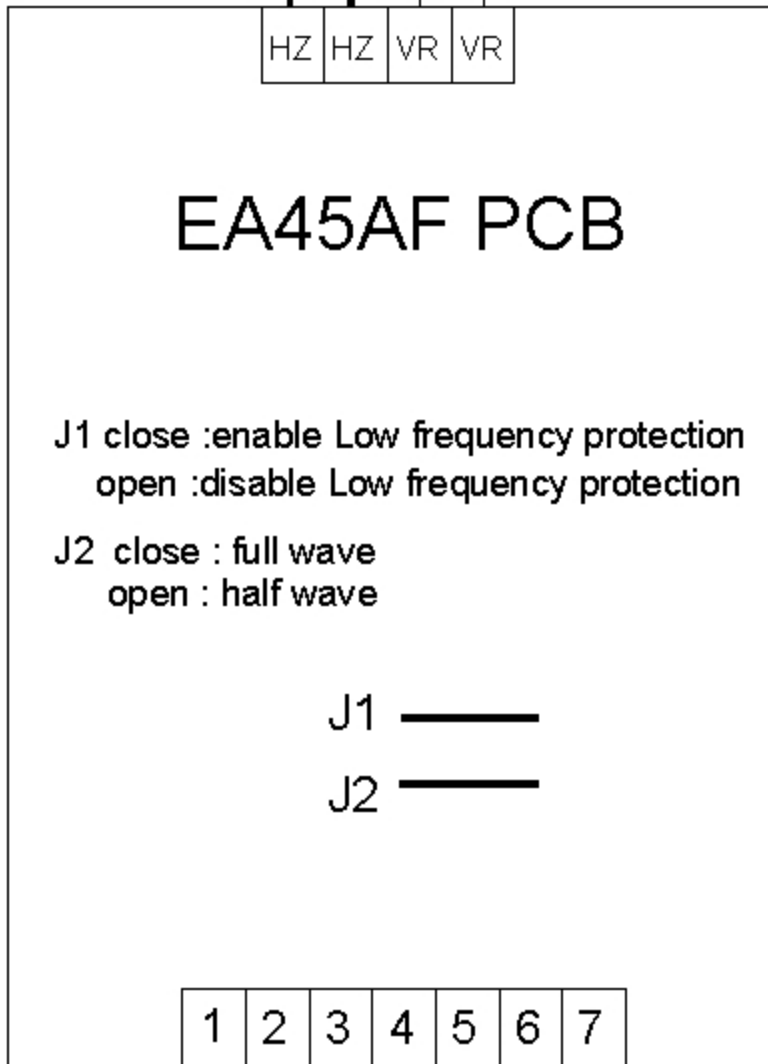 HZ HZ VR VR
EA45AF PCB
J1 close :enable Low frequency protection
open :disable Low frequency protection
J2 close : full wave
open : half wave
J1
J2
1 2 3 4 5 6 7